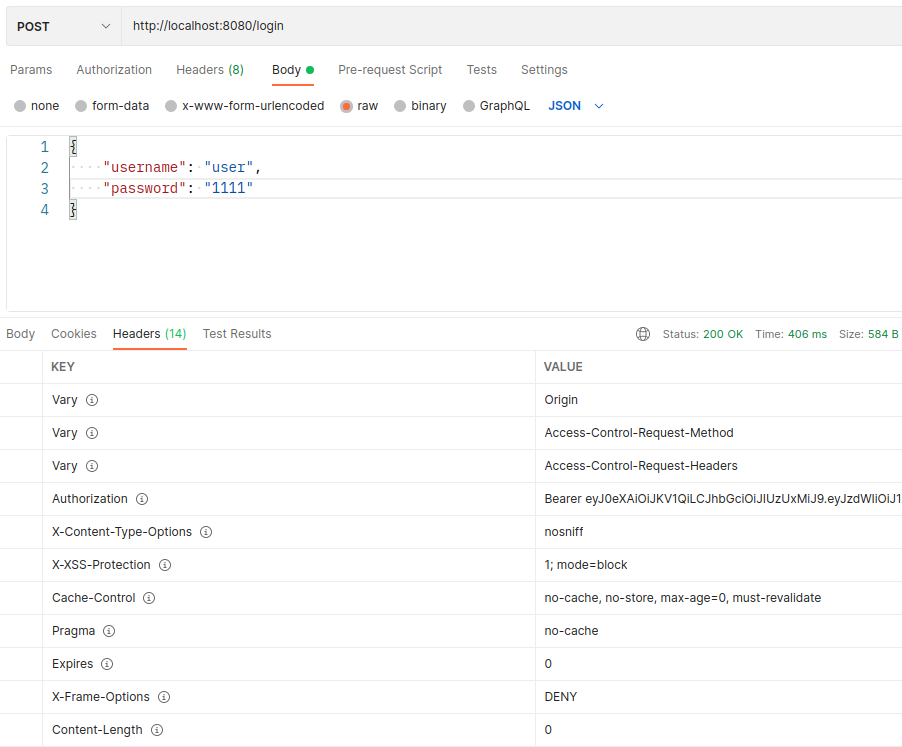 POST http://localhost:8080/login
Params Authorization Headers (8) Body Pre-request Script Tests Settings
none form-data x-www-form-urlencoded raw binary GraphQL JSON
1 {
2 "username": "user",
3 "password": "1111"
4 }
Body Cookies Headers (14) Test Results Status: 200 OK Time: 406 ms Size: 584 B
KEY VALUE
Vary Origin
Vary Access-Control-Request-Method
Vary Access-Control-Request-Headers
Authorization Bearer eyJ0eXAiOiJKV1QiLCJhbGciOiJIUzUxMiJ9.eyJzdWIiOiJ1
X-Content-Type-Options nosniff
X-XSS-Protection 1; mode=block
Cache-Control no-cache, no-store, max-age=0, must-revalidate
Pragma no-cache
Expires 0
X-Frame-Options DENY
Content-Length 0